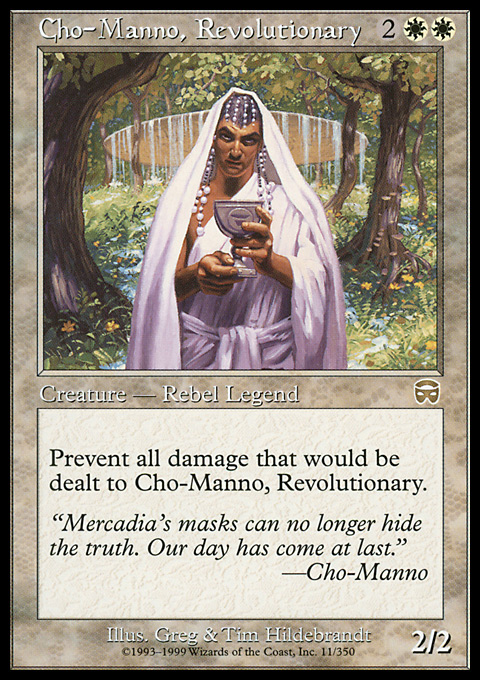 Cho-Manno, Revolutionary 2
Creature — Rebel Legend
Prevent all damage that would be
dealt to Cho-Manno, Revolutionary.
“Mercadia’s masks can no longer hide
the truth. Our day has come at last.”
—Cho-Manno
Illus. Greg & Tim Hildebrandt
2/2
©1993–1999 Wizards of the Coast, Inc. 11/350